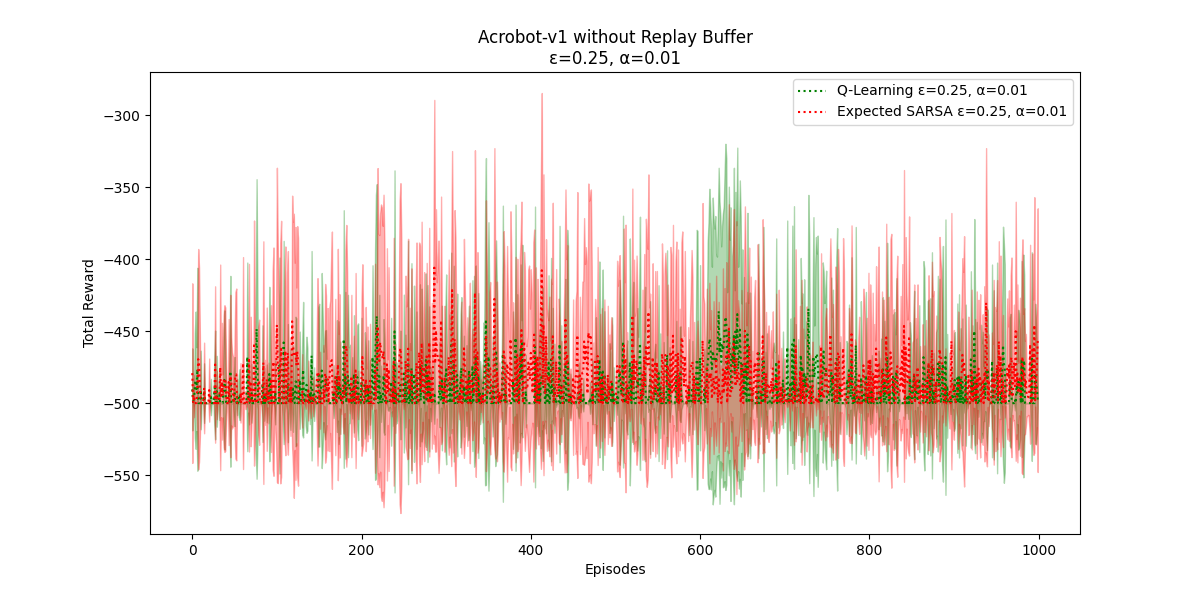 Acrobot-v1 without Replay Buffer
ε=0.25, α=0.01
Q-Learning ε=0.25, α=0.01
Expected SARSA ε=0.25, α=0.01
Total Reward
−300
−350
−400
−450
−500
−550
0 200 400 600 800 1000
Episodes